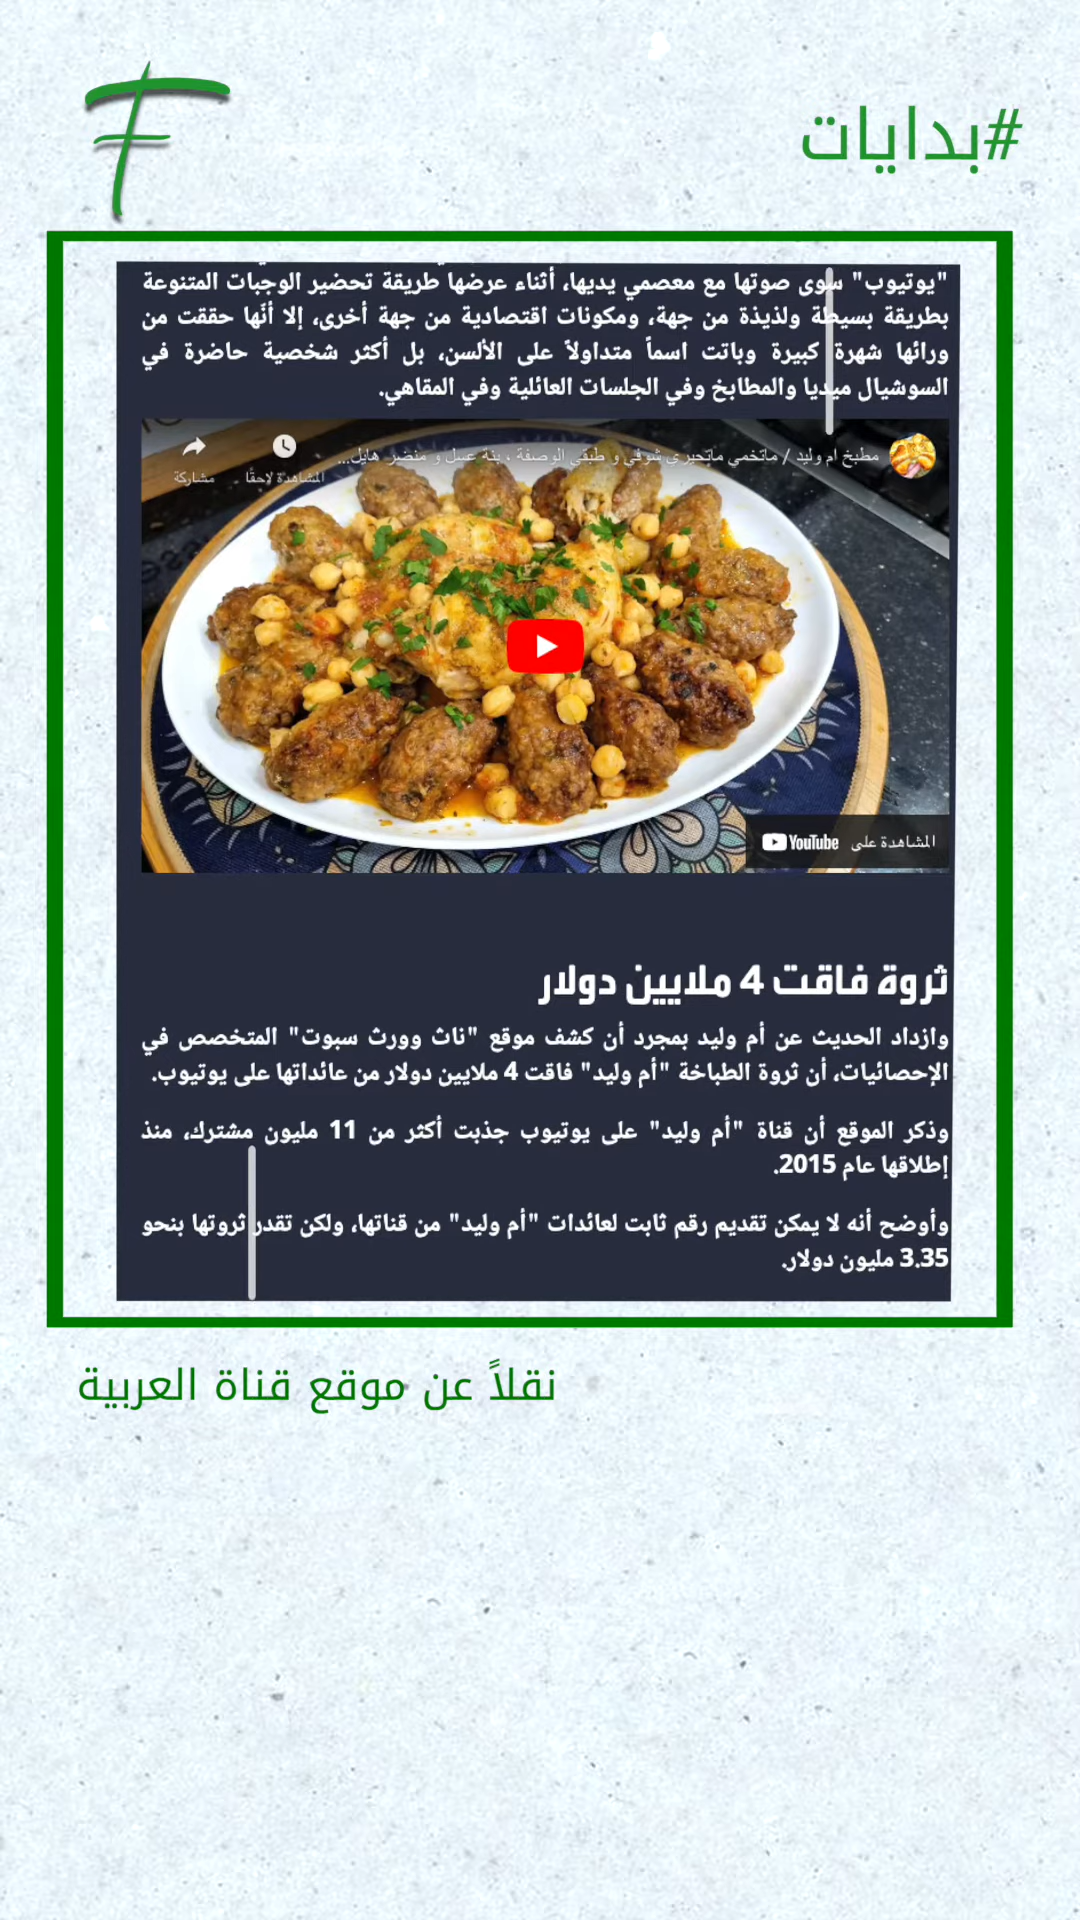 F
#بدايات
"يوتيوب" سوى صوتها مع معصمي يديها، أثناء عرضها طريقة تحضير الوجبات المتنوعة
بطريقة بسيطة ولذيذة من جهة، ومكونات اقتصادية من جهة أخرى، إلا أنّها حققت من
ورائها شهرة كبيرة وباتت اسماً متداولاً على الألسن، بل أكثر شخصية حاضرة في
السوشيال ميديا والمطابخ وفي الجلسات العائلية وفي المقاهي.
مطبخ ام وليد / ماتخمي ماتحيري شوفي و طبقي الوصفة ، بنة عسل و منضر هايل...
المشاهدة لاحقًا
مشاركة
المشاهدة على YouTube
ثروة فاقت 4 ملايين دولار
وازداد الحديث عن أم وليد بمجرد أن كشف موقع "ناث وورث سبوت" المتخصص في
الإحصائيات، أن ثروة الطباخة "أم وليد" فاقت 4 ملايين دولار من عائداتها على يوتيوب.
وذكر الموقع أن قناة "أم وليد" على يوتيوب جذبت أكثر من 11 مليون مشترك، منذ
إطلاقها عام 2015.
وأوضح أنه لا يمكن تقديم رقم ثابت لعائدات "أم وليد" من قناتها، ولكن تقدر ثروتها بنحو
3.35 مليون دولار.
نقلاً عن موقع قناة العربية